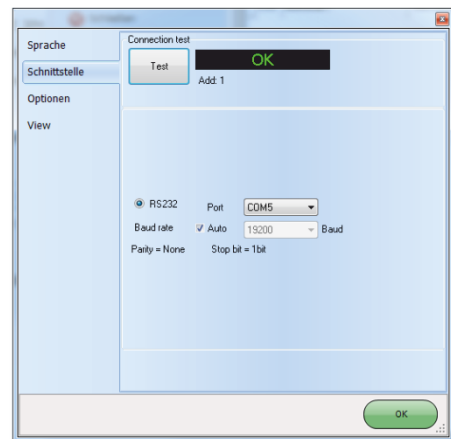 Sprache
Schnittstelle
Optionen
View
Connection test
Test
OK
Add: 1
RS232
Port
COM5
Baud rate
Auto
19200
Baud
Parity = None
Stop bit = 1bit
OK